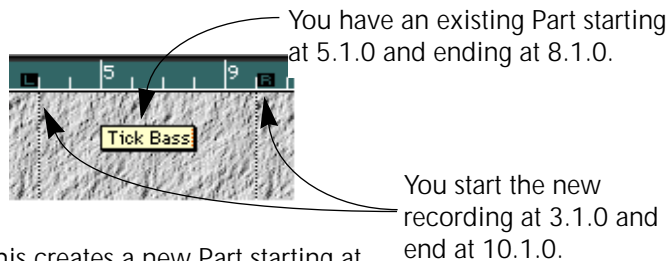 You have an existing Part starting
at 5.1.0 and ending at 8.1.0.
L 5 9 R
Tick Bass
You start the new
recording at 3.1.0 and
end at 10.1.0.
his creates a new Part starting at